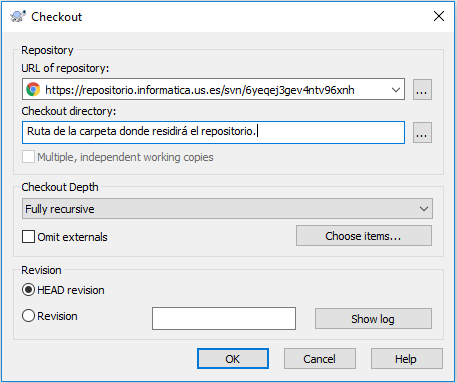 Checkout
Repository
URL of repository:
https://repositorio.informatica.us.es/svn/6yeqej3gev4ntv96xnh
...
Checkout directory:
Ruta de la carpeta donde residirá el repositorio.
...
Multiple, independent working copies
Checkout Depth
Fully recursive
Omit externals
Choose items...
Revision
HEAD revision
Revision
Show log
OK
Cancel
Help